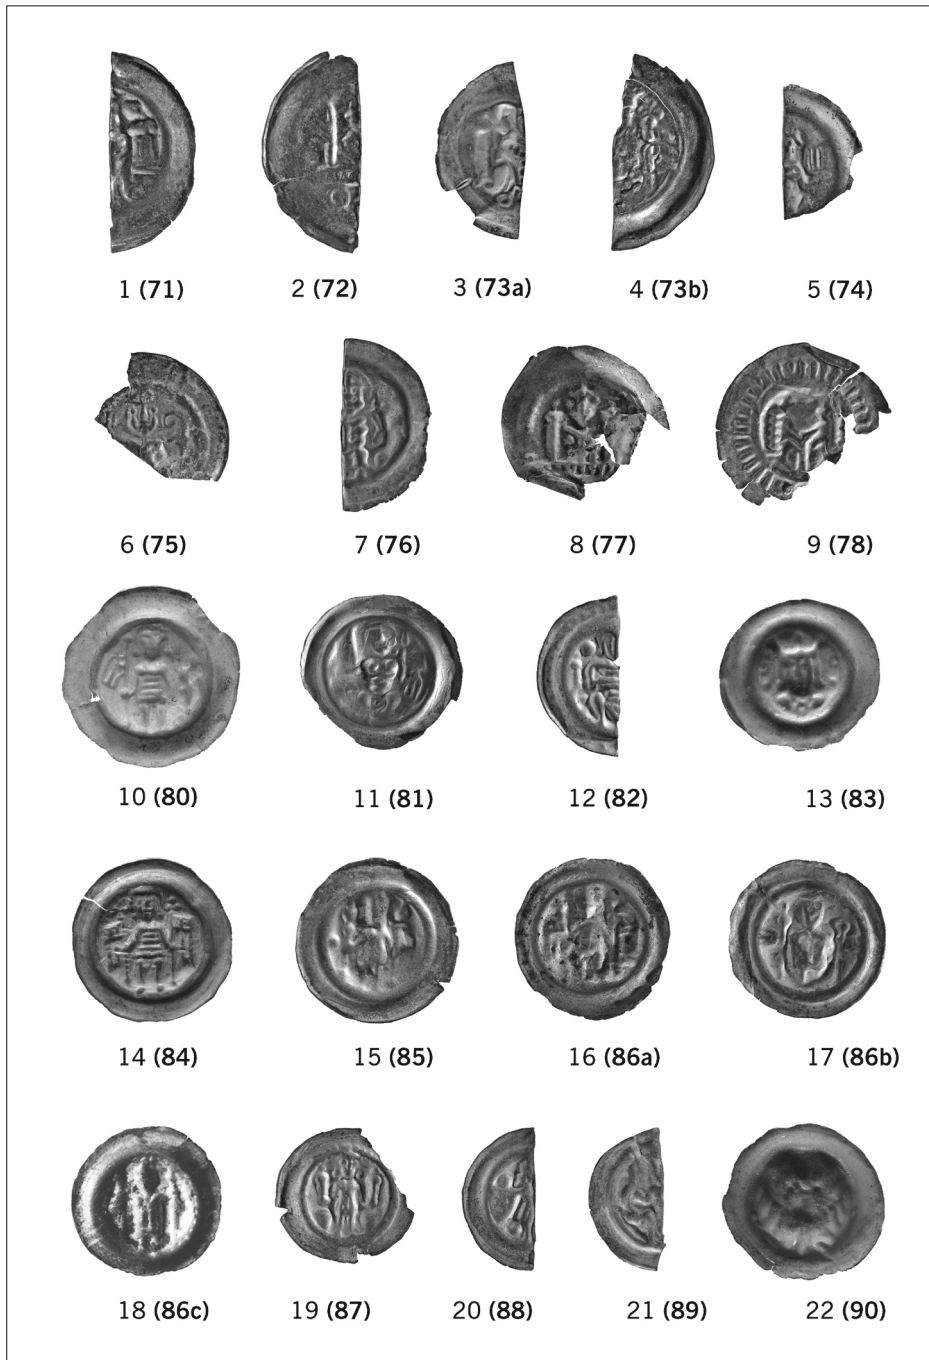 1 (71) 2 (72) 3 (73a) 4 (73b) 5 (74)
6 (75) 7 (76) 8 (77) 9 (78)
10 (80) 11 (81) 12 (82) 13 (83)
14 (84) 15 (85) 16 (86a) 17 (86b)
18 (86c) 19 (87) 20 (88) 21 (89) 22 (90)